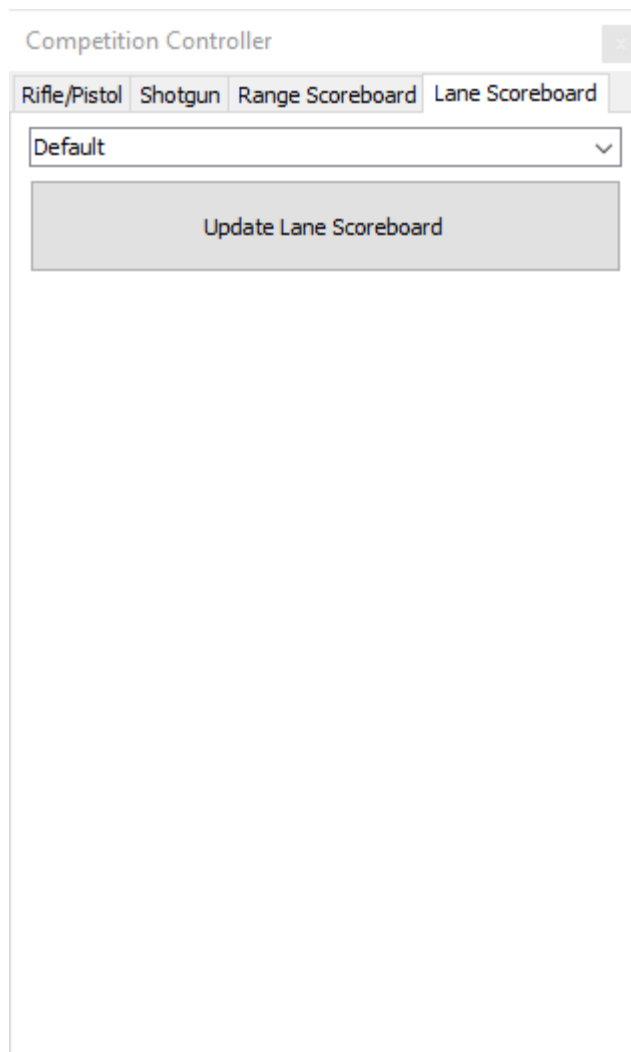 Competition Controller
Rifle/Pistol Shotgun Range Scoreboard Lane Scoreboard
Default
Update Lane Scoreboard